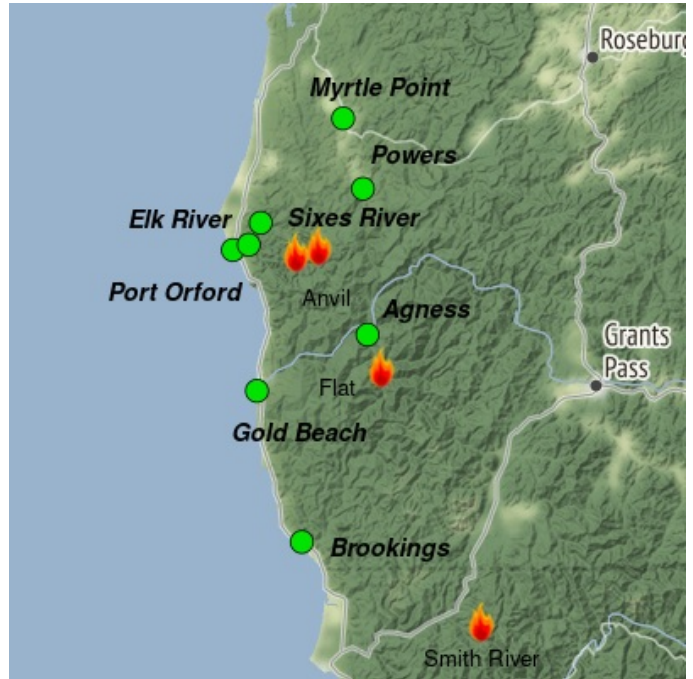 Roseburg
Myrtle Point
Powers
Elk River
Sixes River
Port Orford
Anvil
Agness
Grants
Pass
Flat
Gold Beach
Brookings
Smith River